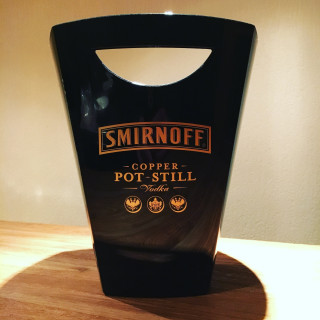 SMIRNOFF
COPPER
POT-STILL
Vodka